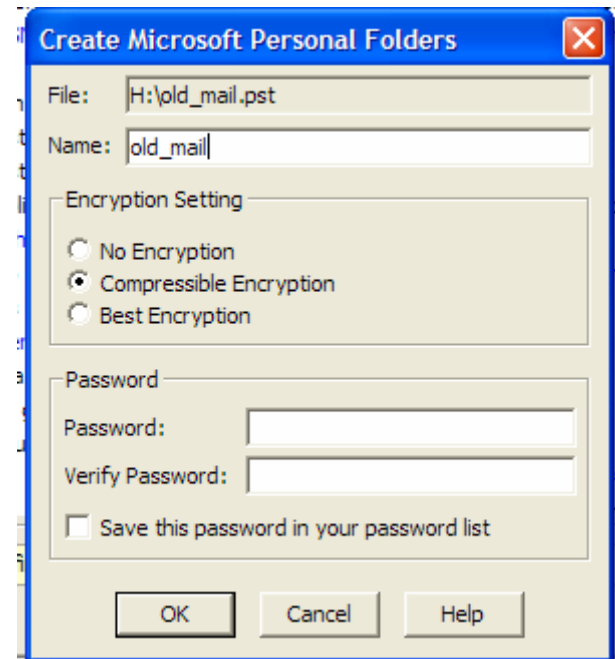 Create Microsoft Personal Folders
File: H:\old_mail.pst
Name: old_mail
Encryption Setting
No Encryption
Compressible Encryption
Best Encryption
Password
Password:
Verify Password:
Save this password in your password list
OK Cancel Help